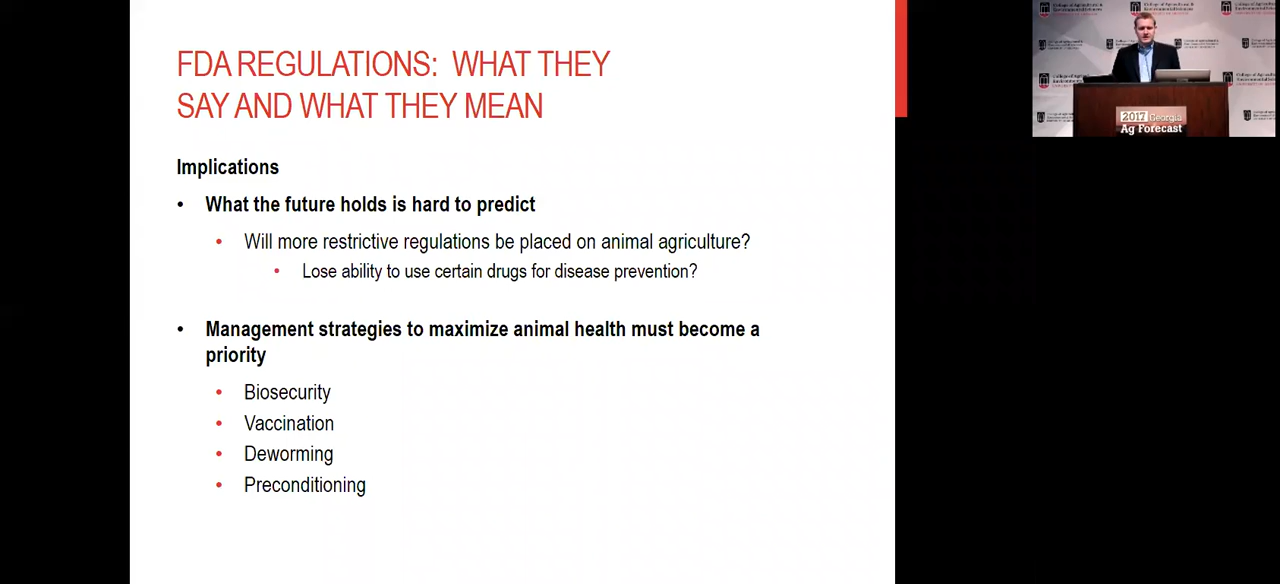 FDA REGULATIONS: WHAT THEY
SAY AND WHAT THEY MEAN
Implications
• What the future holds is hard to predict
• Will more restrictive regulations be placed on animal agriculture?
• Lose ability to use certain drugs for disease prevention?
• Management strategies to maximize animal health must become a
priority
• Biosecurity
• Vaccination
• Deworming
• Preconditioning
2017 Georgia
Ag Forecast